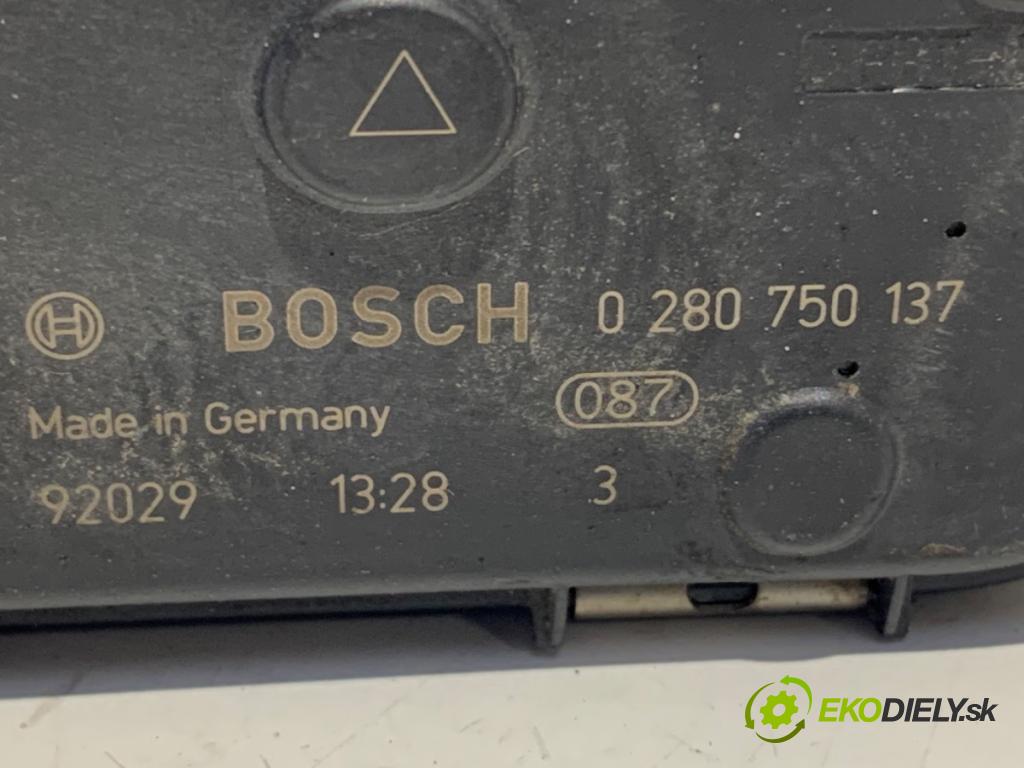 BOSCH 0 280 750 137
Made in Germany 087
92029 13:28 3
EKODIELY.sk